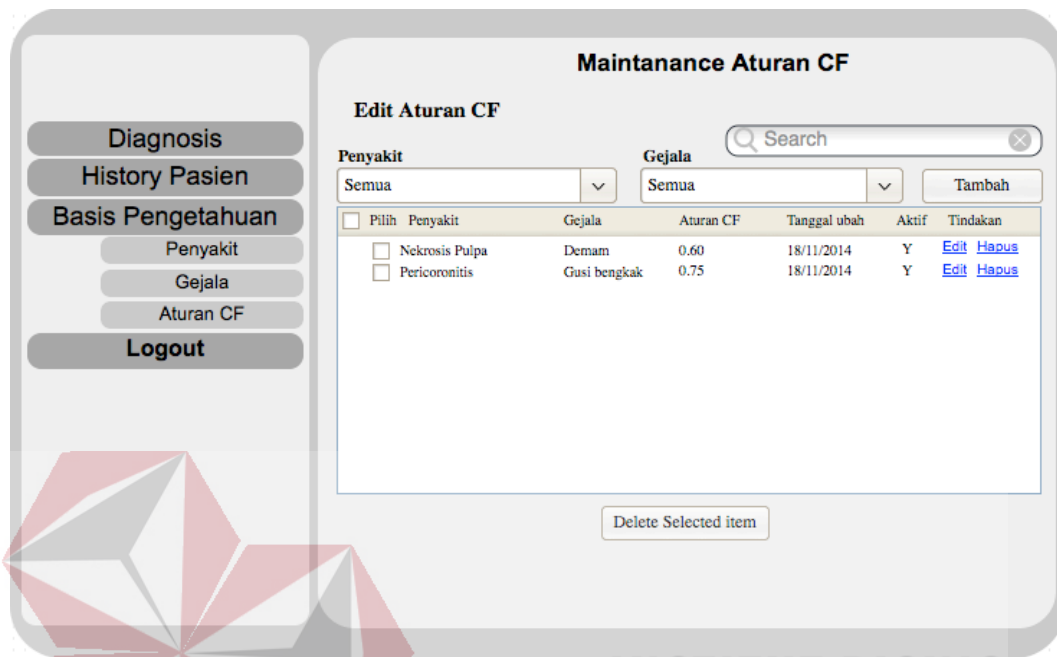 Maintanance Aturan CF
Edit Aturan CF
Diagnosis
History Pasien
Basis Pengetahuan
Penyakit
Gejala
Aturan CF
Logout
Search
Penyakit Gejala
Semua Semua Tambah
Pilih Penyakit Gejala Aturan CF Tanggal ubah Aktif Tindakan
Nekrosis Pulpa Demam 0.60 18/11/2014 Y Edit Hapus
Pericoronitis Gusi bengkak 0.75 18/11/2014 Y Edit Hapus
Delete Selected item